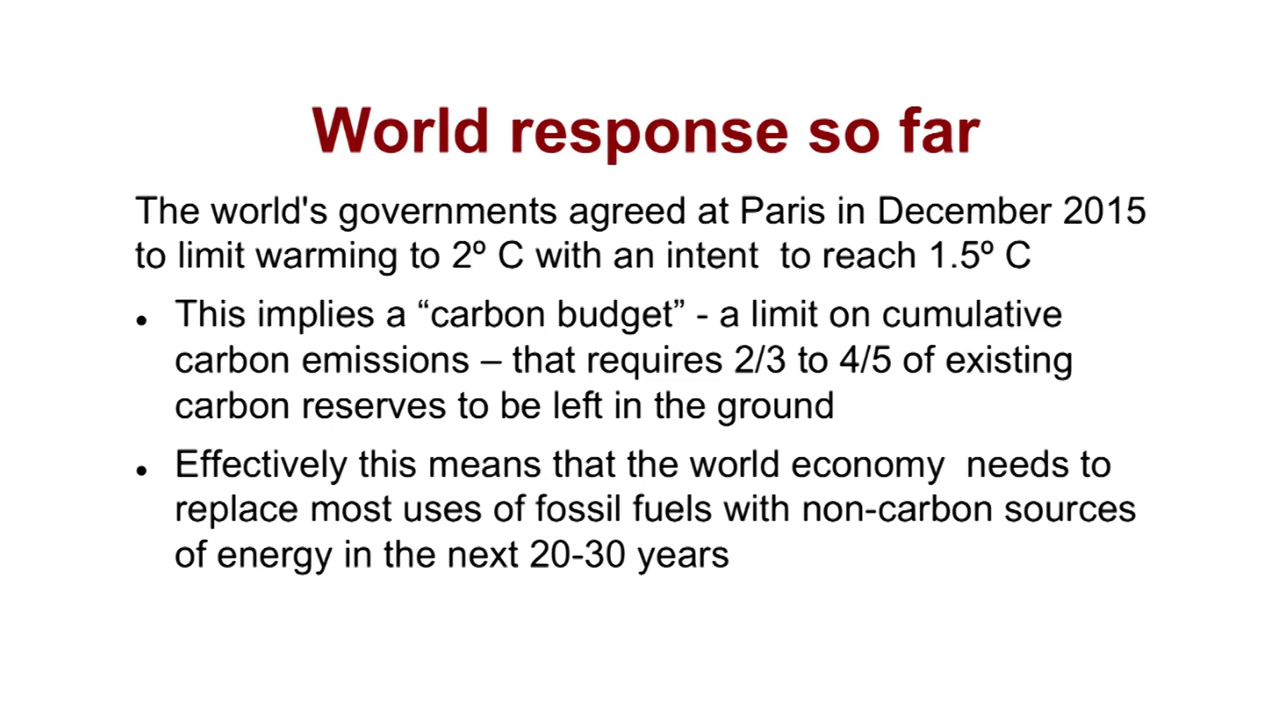 World response so far
The world's governments agreed at Paris in December 2015
to limit warming to 2º C with an intent  to reach 1.5º C
• This implies a “carbon budget” - a limit on cumulative
carbon emissions – that requires 2/3 to 4/5 of existing
carbon reserves to be left in the ground
• Effectively this means that the world economy  needs to
replace most uses of fossil fuels with non-carbon sources
of energy in the next 20-30 years